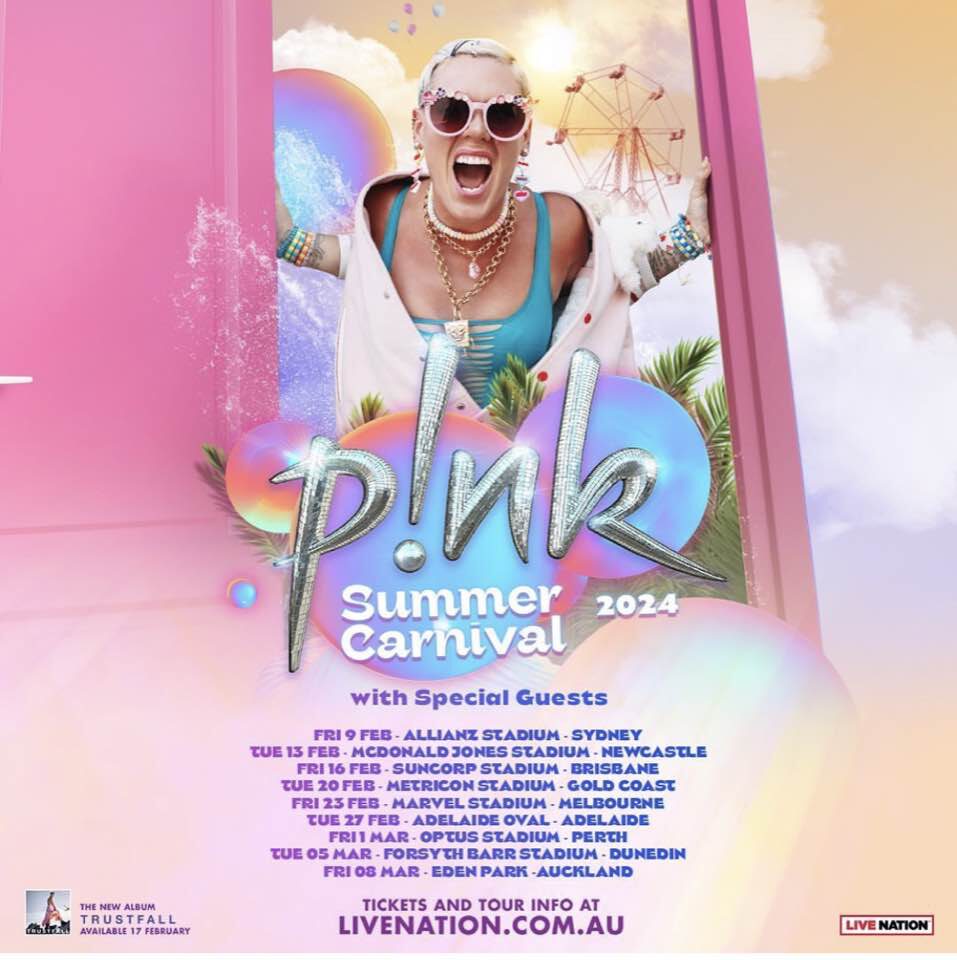 p!nk
Summer
Carnival
2024
with Special Guests
FRI 9 FEB - ALLIANZ STADIUM - SYDNEY
TUE 13 FEB - MCDONALD JONES STADIUM - NEWCASTLE
FRI 16 FEB - SUNCORP STADIUM - BRISBANE
TUE 20 FEB - METRICON STADIUM - GOLD COAST
FRI 23 FEB - MARVEL STADIUM - MELBOURNE
TUE 27 FEB - ADELAIDE OVAL - ADELAIDE
FRI 1 MAR - OPTUS STADIUM - PERTH
TUE 05 MAR - FORSYTH BARR STADIUM - DUNEDIN
FRI 08 MAR - EDEN PARK -AUCKLAND
TRUSTFALL
THE NEW ALBUM
TRUSTFALL
AVAILABLE 17 FEBRUARY
TICKETS AND TOUR INFO AT
LIVENATION.COM.AU
LIVE NATION